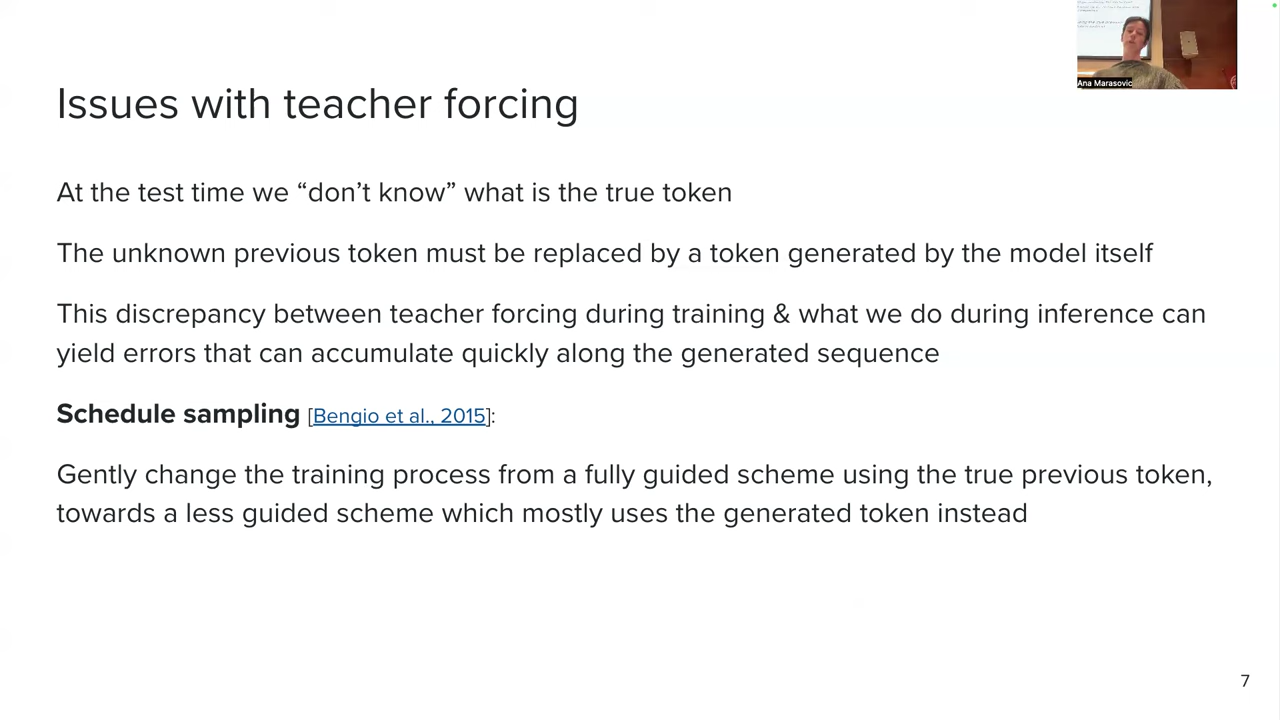 Ana Marasovic
Issues with teacher forcing
At the test time we “don’t know” what is the true token
The unknown previous token must be replaced by a token generated by the model itself
This discrepancy between teacher forcing during training & what we do during inference can
yield errors that can accumulate quickly along the generated sequence
Schedule sampling [Bengio et al., 2015]:
Gently change the training process from a fully guided scheme using the true previous token,
towards a less guided scheme which mostly uses the generated token instead
7